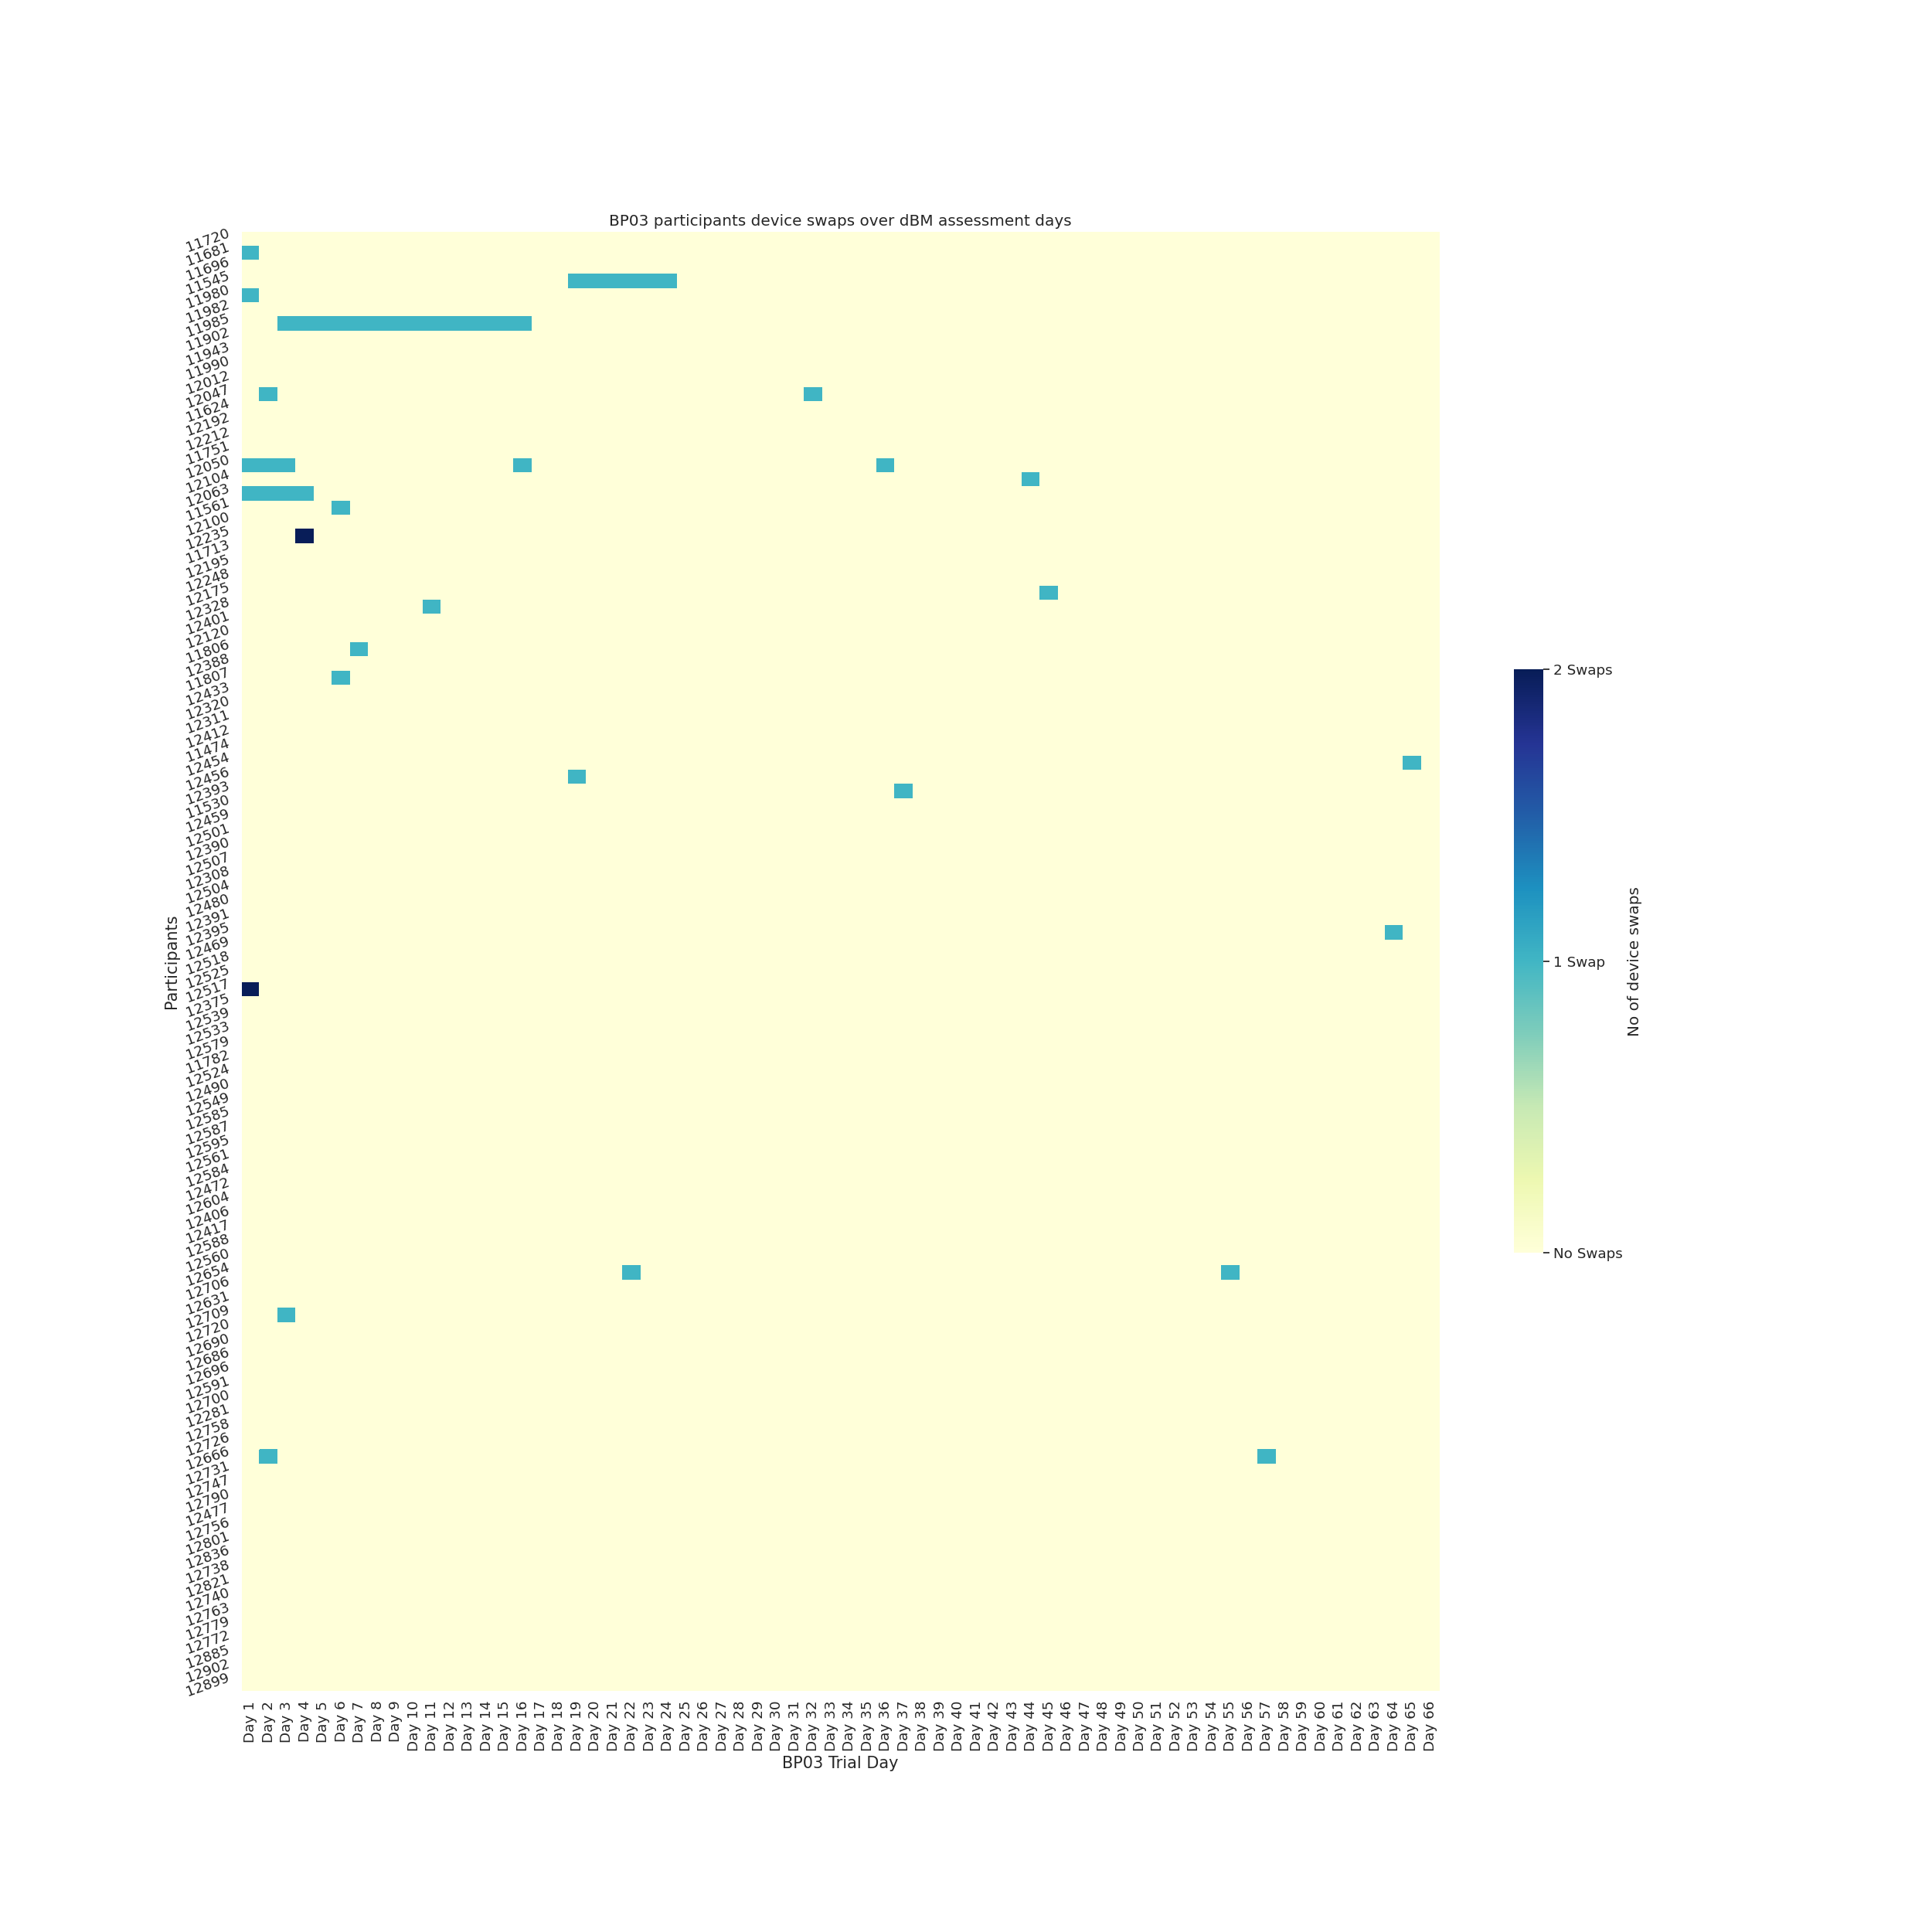 BP03 participants device swaps over dBM assessment days
11720
11681
11696
11545
11980
11982
11985
11902
11943
11990
12012
12047
11624
12192
12212
11751
12050
12104
12063
11561
12100
12235
11713
12195
12248
12175
12328
12401
12120
11806
12388
11807
12433
12320
12311
12412
11474
12454
12456
12393
11530
12459
12501
12390
12507
12308
12504
12480
12391
12395
12469
12518
12525
12517
12375
12539
12533
12579
11782
12524
12490
12549
12585
12587
12595
12561
12584
12472
12604
12406
12417
12588
12560
12654
12706
12631
12709
12720
12690
12686
12696
12591
12700
12281
12758
12726
12666
12731
12747
12790
12477
12756
12801
12836
12738
12821
12740
12763
12779
12772
12885
12902
12899
Participants
Day 1
Day 2
Day 3
Day 4
Day 5
Day 6
Day 7
Day 8
Day 9
Day 10
Day 11
Day 12
Day 13
Day 14
Day 15
Day 16
Day 17
Day 18
Day 19
Day 20
Day 21
Day 22
Day 23
Day 24
Day 25
Day 26
Day 27
Day 28
Day 29
Day 30
Day 31
Day 32
Day 33
Day 34
Day 35
Day 36
Day 37
Day 38
Day 39
Day 40
Day 41
Day 42
Day 43
Day 44
Day 45
Day 46
Day 47
Day 48
Day 49
Day 50
Day 51
Day 52
Day 53
Day 54
Day 55
Day 56
Day 57
Day 58
Day 59
Day 60
Day 61
Day 62
Day 63
Day 64
Day 65
Day 66
BP03 Trial Day
2 Swaps
1 Swap
No Swaps
No of device swaps